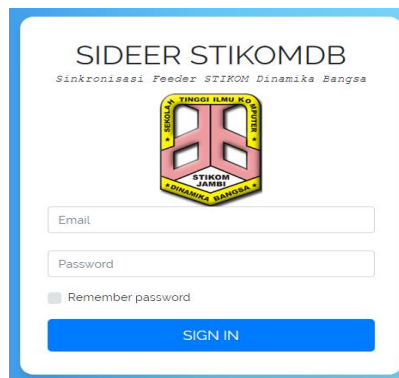 SIDEER STIKOMDB
Sinkronisasi Feeder STIKOM Dinamika Bangsa
SEKOLAH TINGGI ILMU KOMPUTER
STIKOM
JAMBI
* DINAMIKA BANGSA *
Email
Password
Remember password
SIGN IN